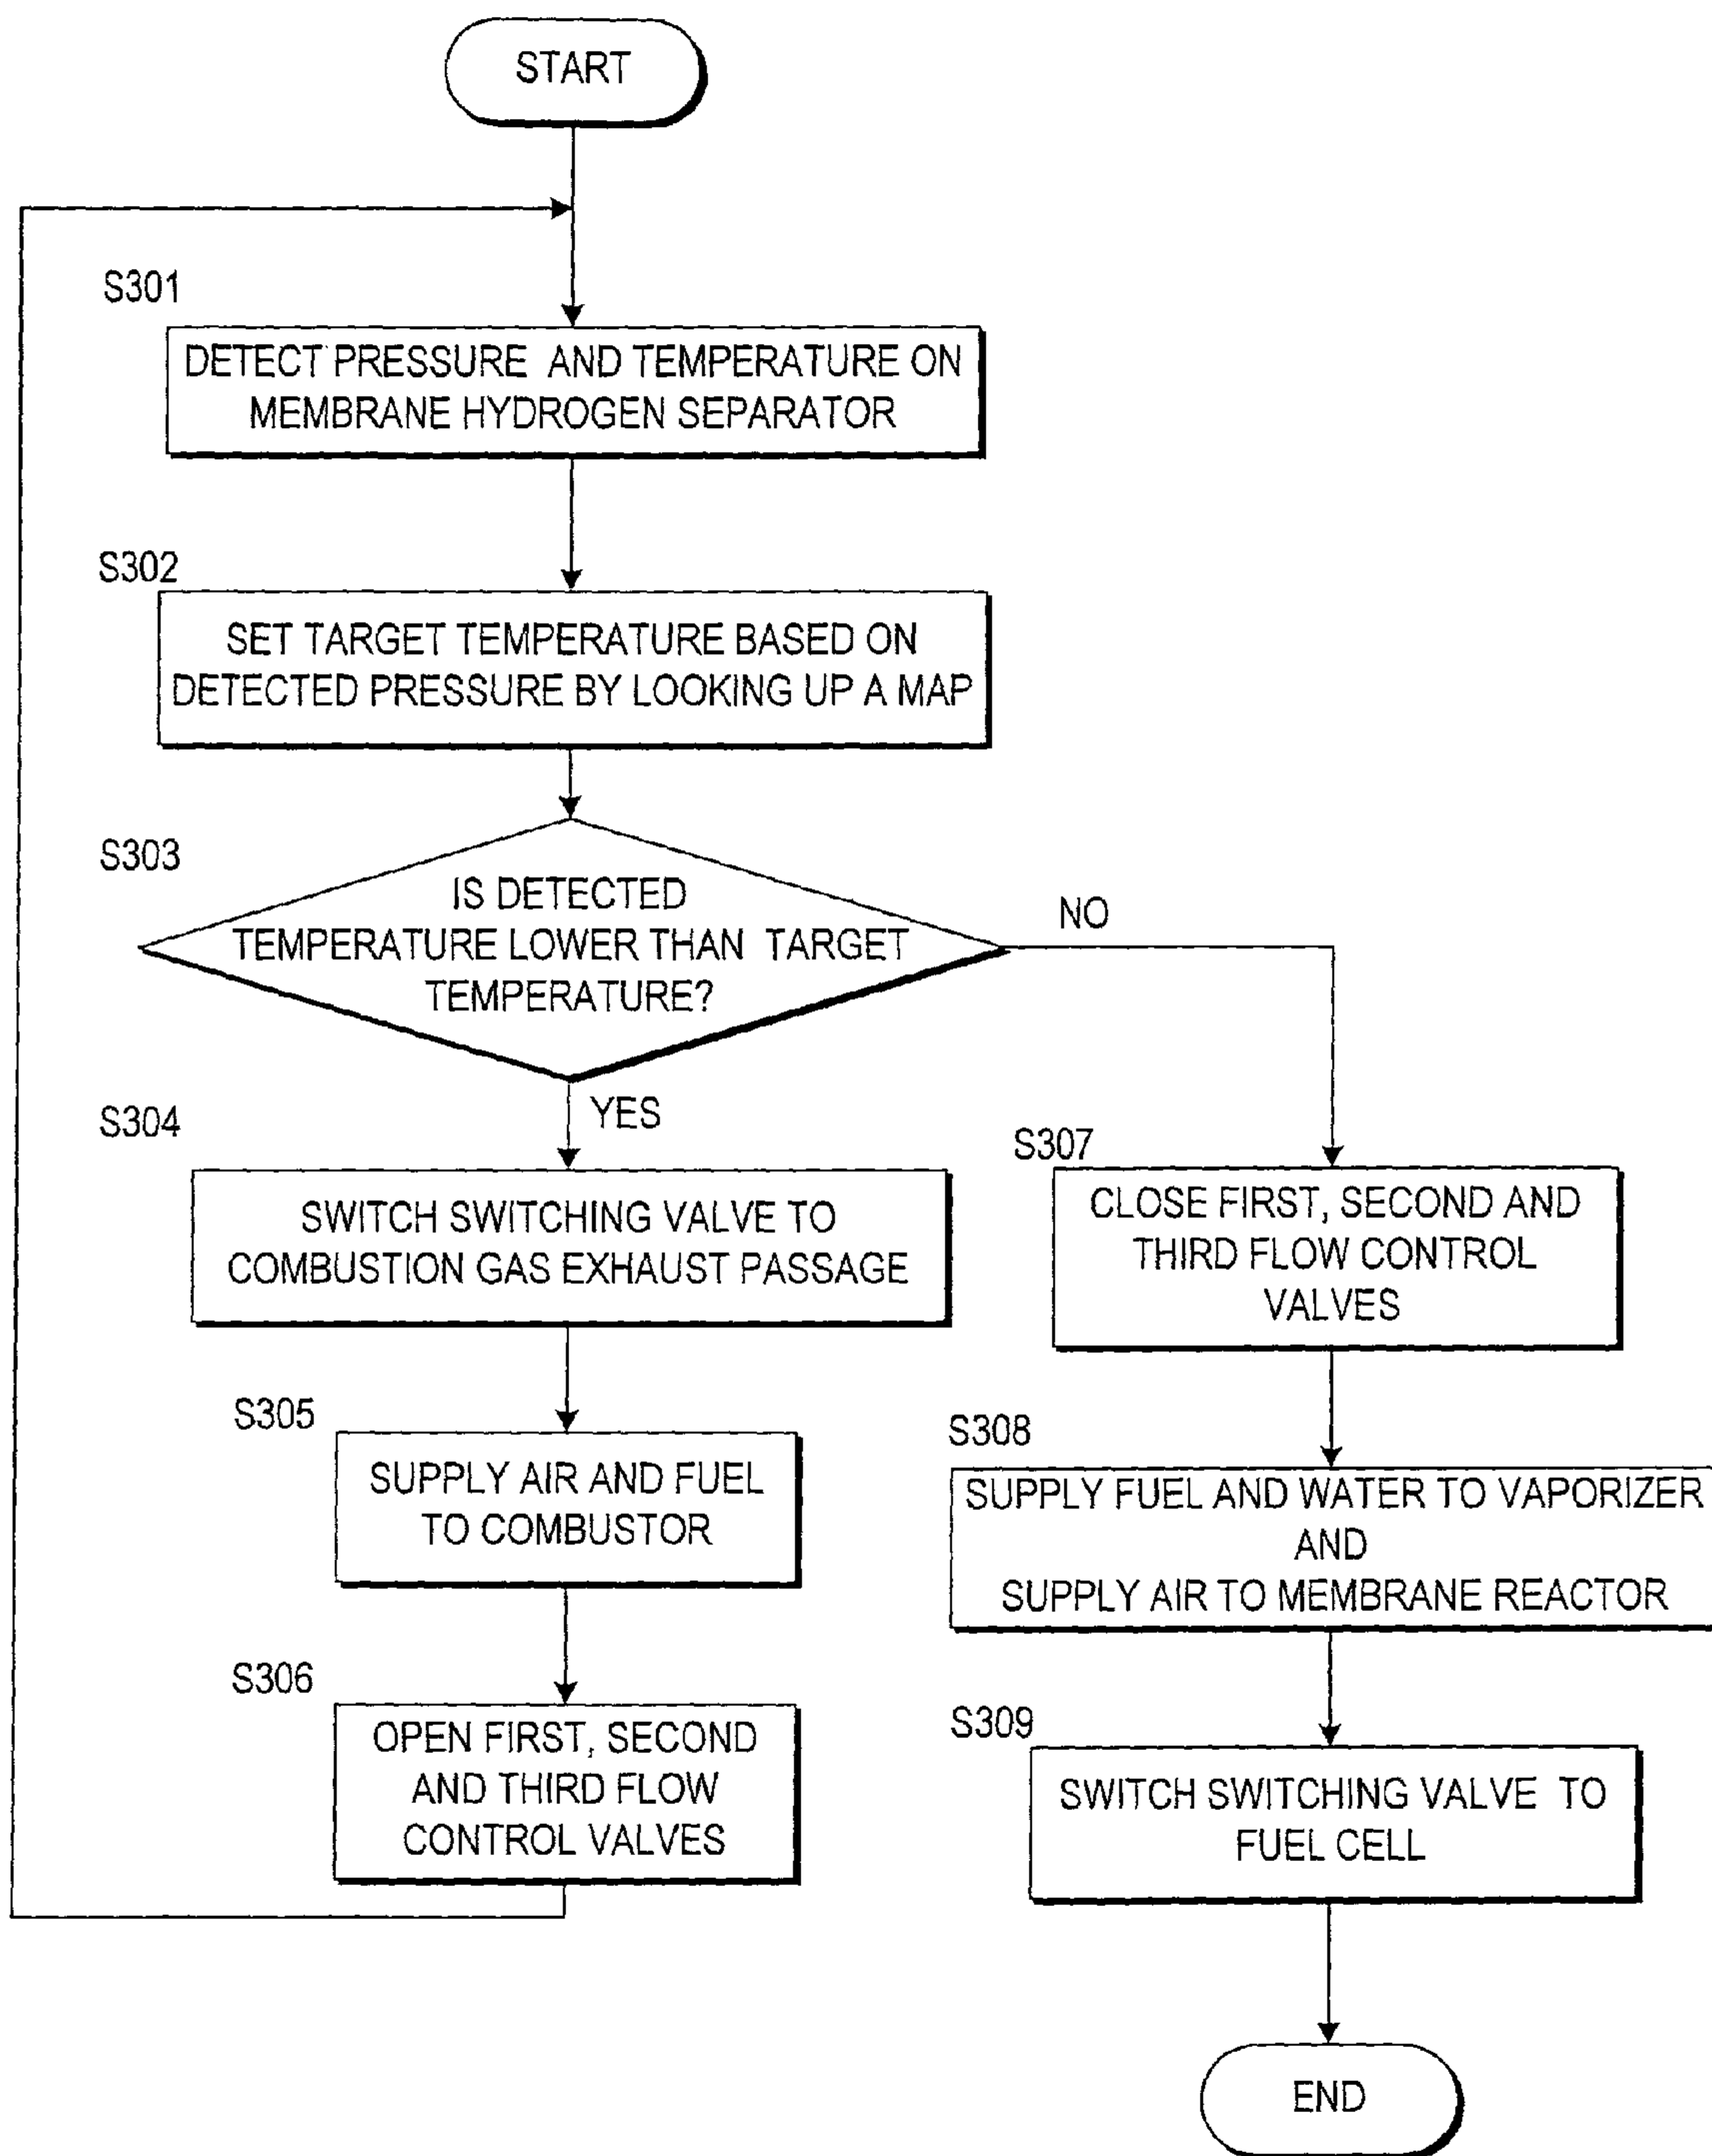 START
S301
DETECT PRESSURE AND TEMPERATURE ON
MEMBRANE HYDROGEN SEPARATOR
S302
SET TARGET TEMPERATURE BASED ON
DETECTED PRESSURE BY LOOKING UP A MAP
S303
IS DETECTED
TEMPERATURE LOWER THAN TARGET
TEMPERATURE?
NO
YES
S304
SWITCH SWITCHING VALVE TO
COMBUSTION GAS EXHAUST PASSAGE
S305
SUPPLY AIR AND FUEL
TO COMBUSTOR
S306
OPEN FIRST, SECOND
AND THIRD FLOW
CONTROL VALVES
S307
CLOSE FIRST, SECOND AND
THIRD FLOW CONTROL
VALVES
S308
SUPPLY FUEL AND WATER TO VAPORIZER
AND
SUPPLY AIR TO MEMBRANE REACTOR
S309
SWITCH SWITCHING VALVE TO
FUEL CELL
END